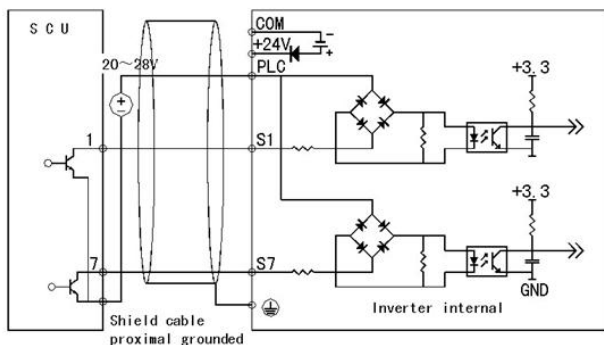 SCU
COM
+24V
20~28V
PLC
+3.3
1
S1
+3.3
7
S7
GND
Shield cable
proximal grounded
Inverter internal